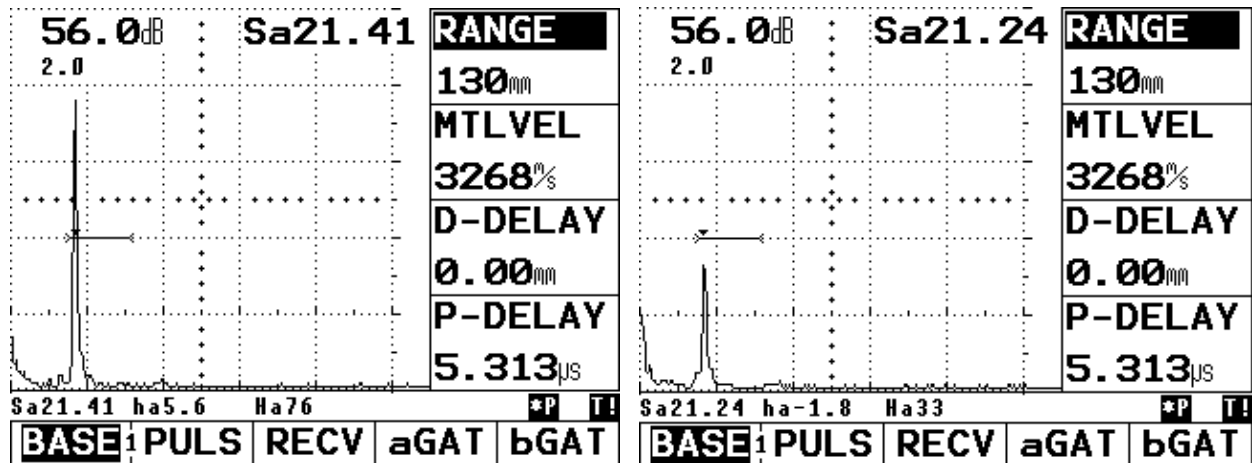 56.0dB Sa21.41 RANGE
2.0
130mm
MTLVEL
3268m/s
D-DELAY
0.00mm
P-DELAY
5.313µs
Sa21.41 ha5.6 Ha76 *P T!
BASE 1 PULS RECV aGAT bGAT
56.0dB Sa21.24 RANGE
2.0
130mm
MTLVEL
3268m/s
D-DELAY
0.00mm
P-DELAY
5.313µs
Sa21.24 ha-1.8 Ha33 *P T!
BASE 1 PULS RECV aGAT bGAT